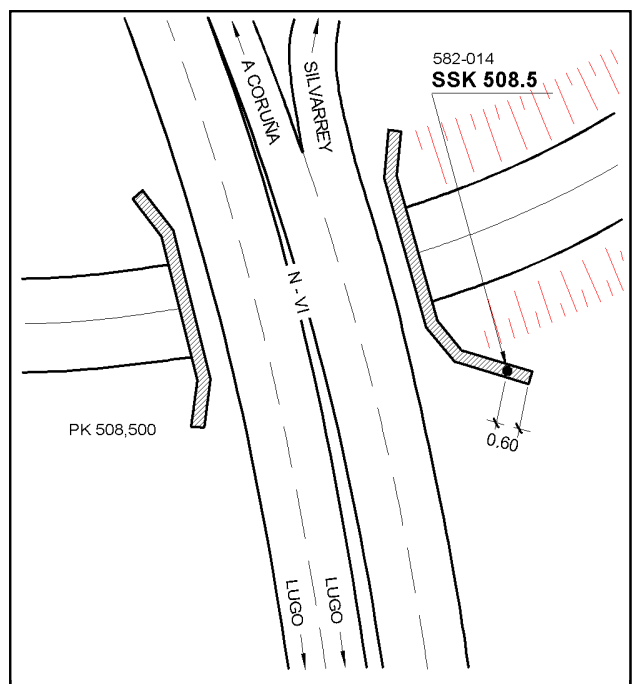 582-014
SSK 508.5
A CORUÑA
SILVARREY
N - VI
PK 508,500
0.60
LUGO
LUGO